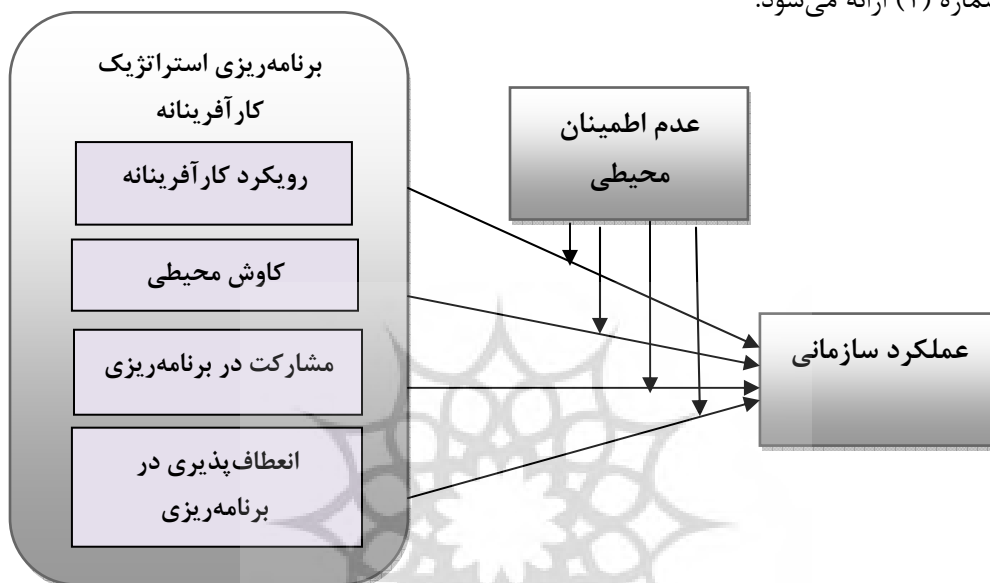 شماره (۱) ارائه می‌شود.
برنامه‌ریزی استراتژیک
کارآفرینانه
رویکرد کارآفرینانه
کاوش محیطی
مشارکت در برنامه‌ریزی
انعطاف‌پذیری در
برنامه‌ریزی
عدم اطمینان
محیطی
عملکرد سازمانی